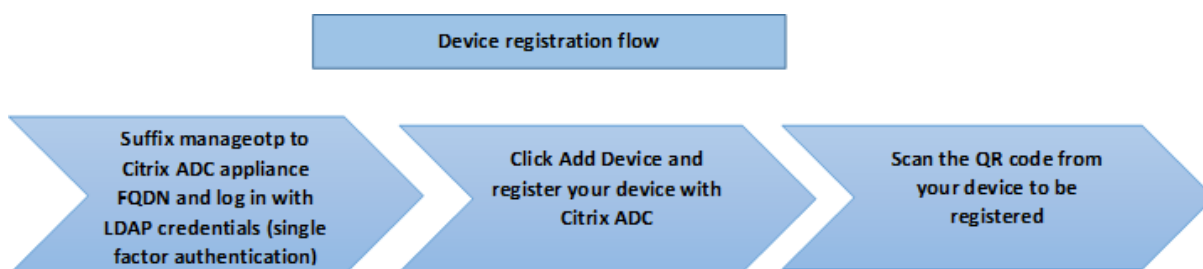 Device registration flow
Suffix manageotp to
Citrix ADC appliance
FQDN and log in with
LDAP credentials (single
factor authentication)
Click Add Device and
register your device with
Citrix ADC
Scan the QR code from
your device to be
registered